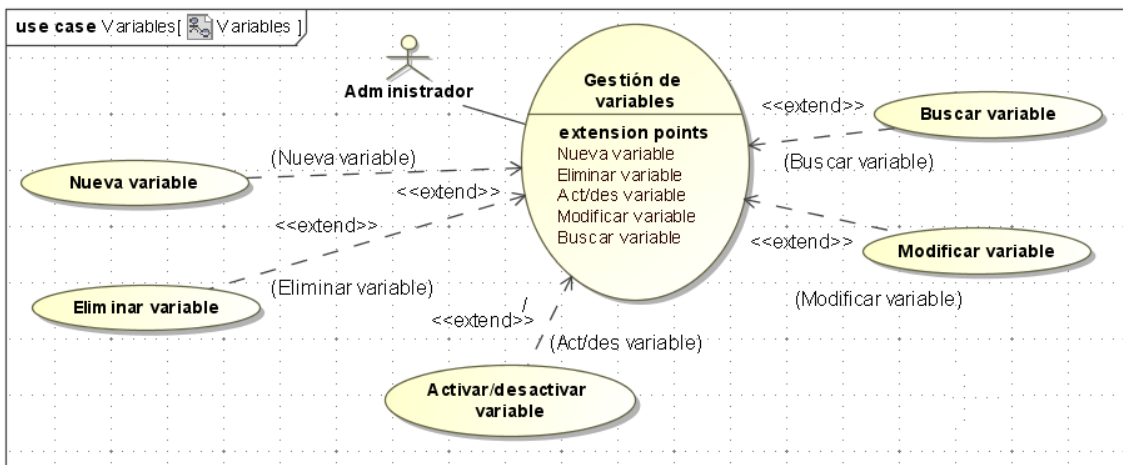 use case Variables[ Variables ]
Administrador
Gestión de
variables
extension points
Nueva variable
Eliminar variable
Act/des variable
Modificar variable
Buscar variable
<<extend>>
Buscar variable
(Buscar variable)
(Nueva variable)
Nueva variable
<<extend>>
<<extend>>
(Eliminar variable)
Eliminar variable
<<extend>>
Modificar variable
(Modificar variable)
<<extend>>
(Act/des variable)
Activar/desactivar
variable